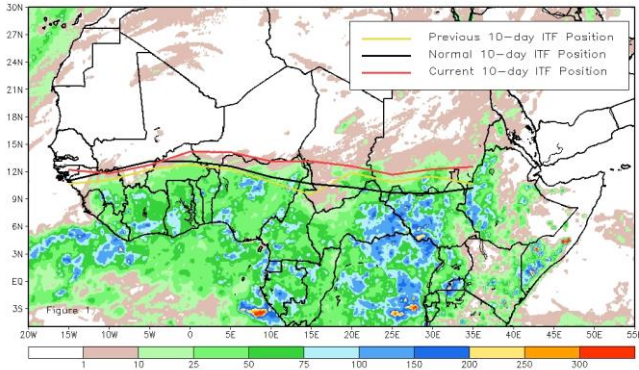 30N
27N
24N
21N
18N
15N
12N
9N
6N
3N
EQ
3S
Previous 10-day ITF Position
Normal 10-day ITF Position
Current 10-day ITF Position
Figure 1
20W 15W 10W 5W 0 5E 10E 15E 20E 25E 30E 35E 40E 45E 50E 55E
1 10 25 50 75 100 150 200 250 300